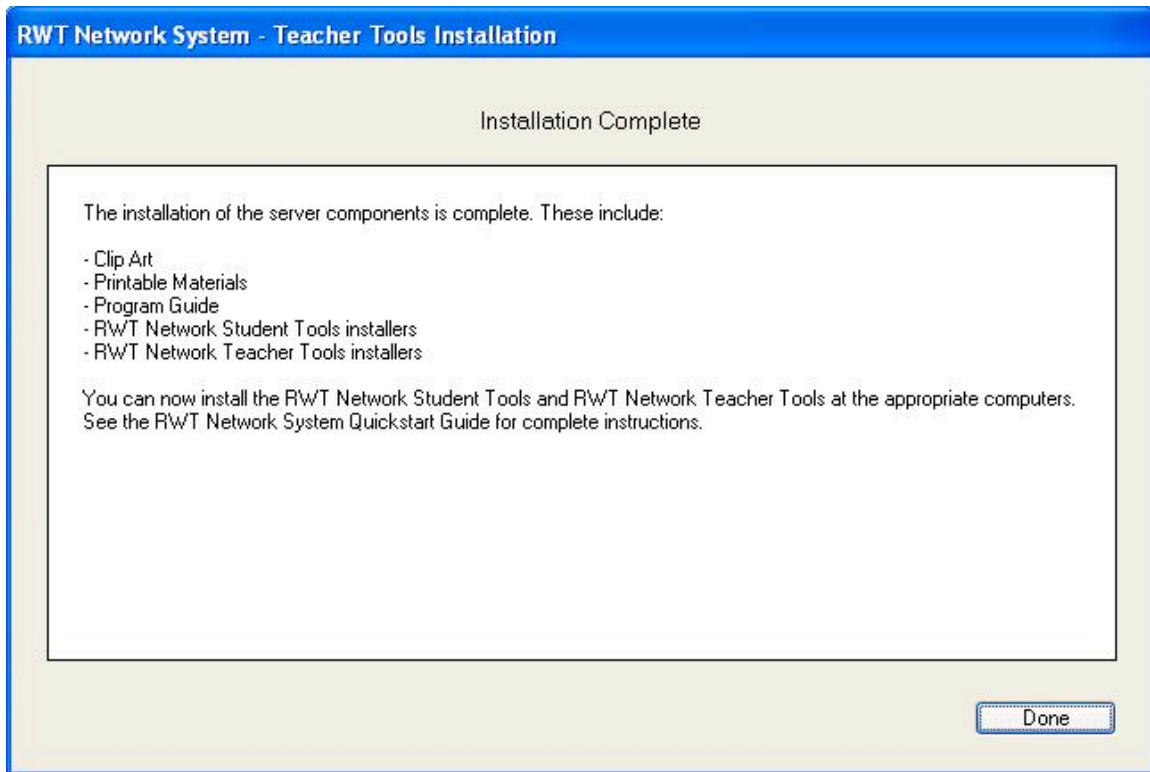 RWT Network System - Teacher Tools Installation
Installation Complete
The installation of the server components is complete. These include:
- Clip Art
- Printable Materials
- Program Guide
- RWT Network Student Tools installers
- RWT Network Teacher Tools installers
You can now install the RWT Network Student Tools and RWT Network Teacher Tools at the appropriate computers.
See the RWT Network System Quickstart Guide for complete instructions.
Done